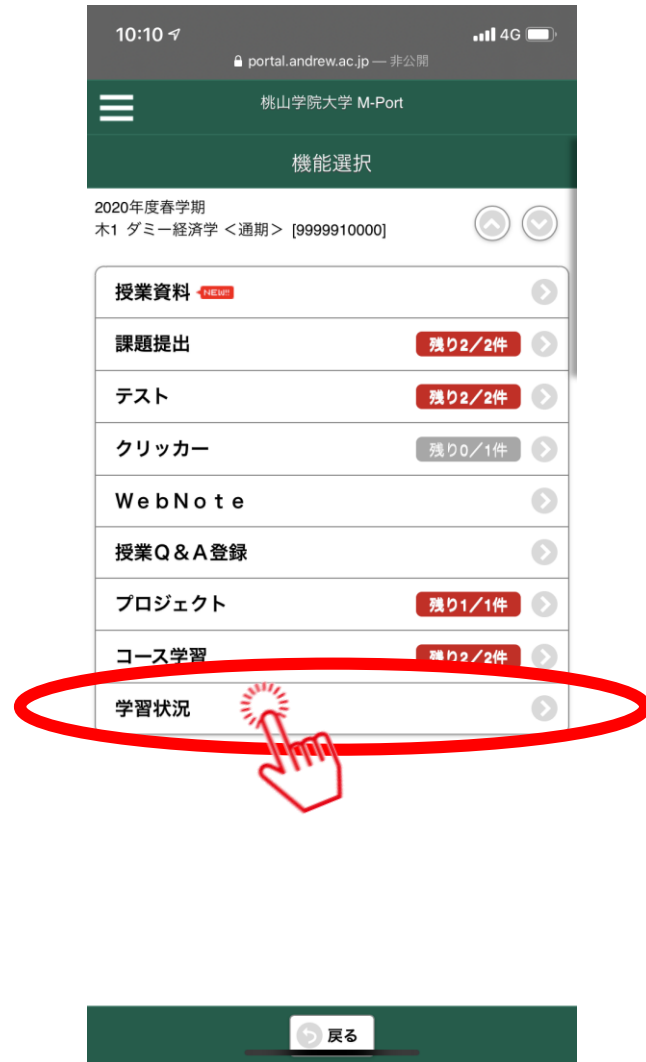 10:10 4G
portal.andrew.ac.jp — 非公開
桃山学院大学 M-Port
機能選択
2020年度春学期
木1 ダミー経済学 ＜通期＞ [9999910000]
授業資料 NEW!!
課題提出 残り2／2件
テスト 残り2／2件
クリッカー 残り0／1件
ＷｅｂＮｏｔｅ
授業Ｑ＆Ａ登録
プロジェクト 残り1／1件
コース学習 残り2／2件
学習状況
戻る